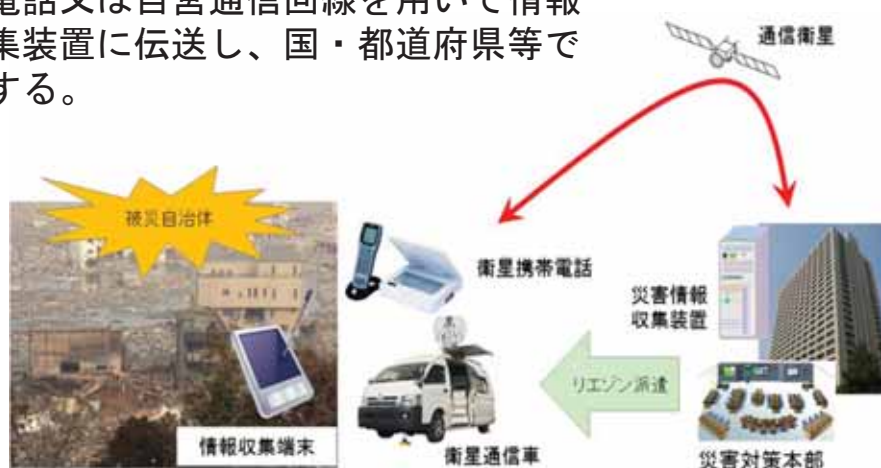 電話又は自営通信回線を用いて情報
集装置に伝送し、国・都道府県等で
する。
通信衛星
被災自治体
衛星携帯電話
災害情報
収集装置
リエゾン派遣
情報収集端末
衛星通信車
災害対策本部